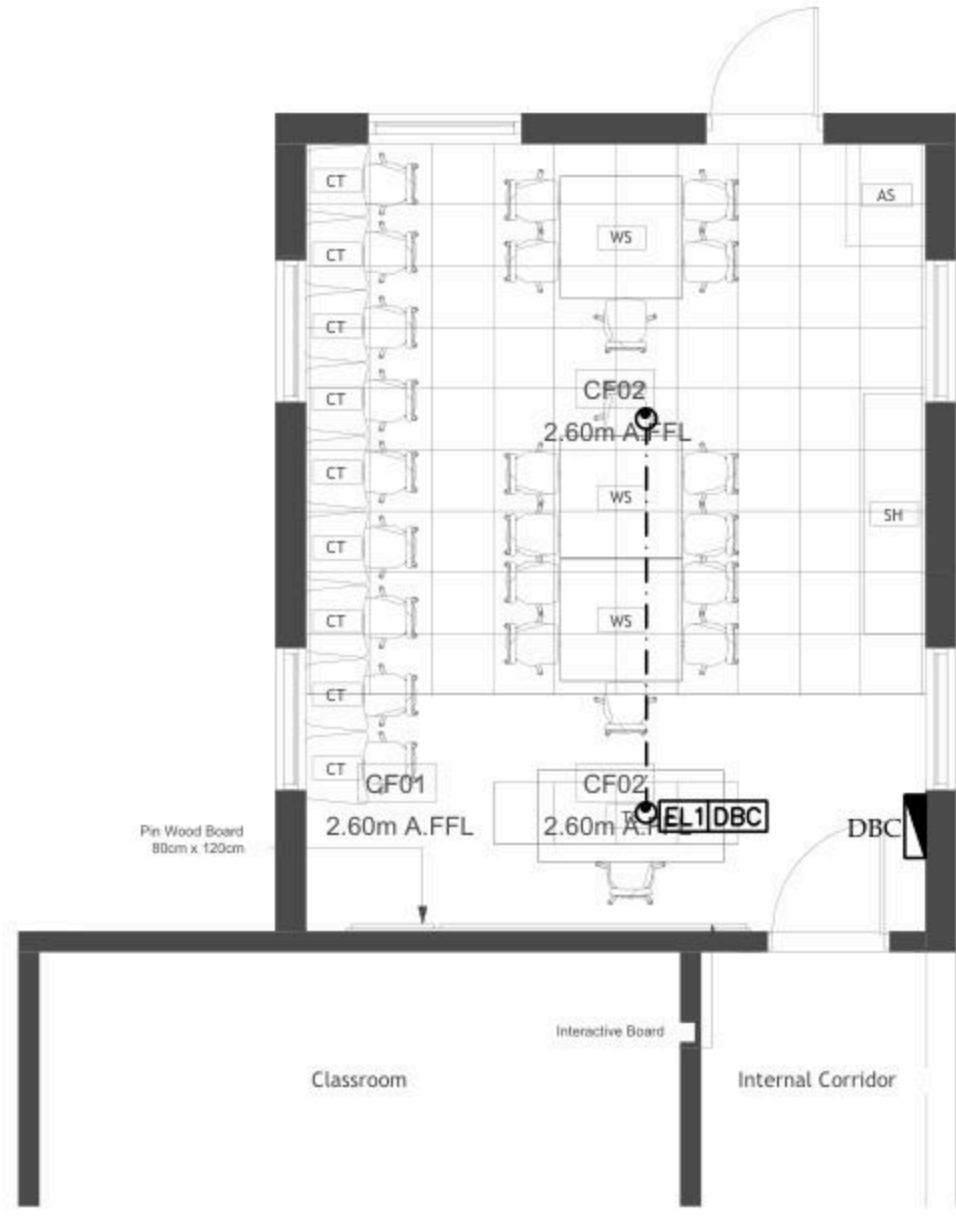 CT
WS
AS
CT
CT
CF02
CT
2.60m A.FFL
CT
WS
SH
CT
CT
WS
CT
CT
CF01
CF02
2.60m A.FFL
2.60m A.FFL
EL1 DBC
DBC
Pin Wood Board
80cm x 120cm
Interactive Board
Classroom
Internal Corridor